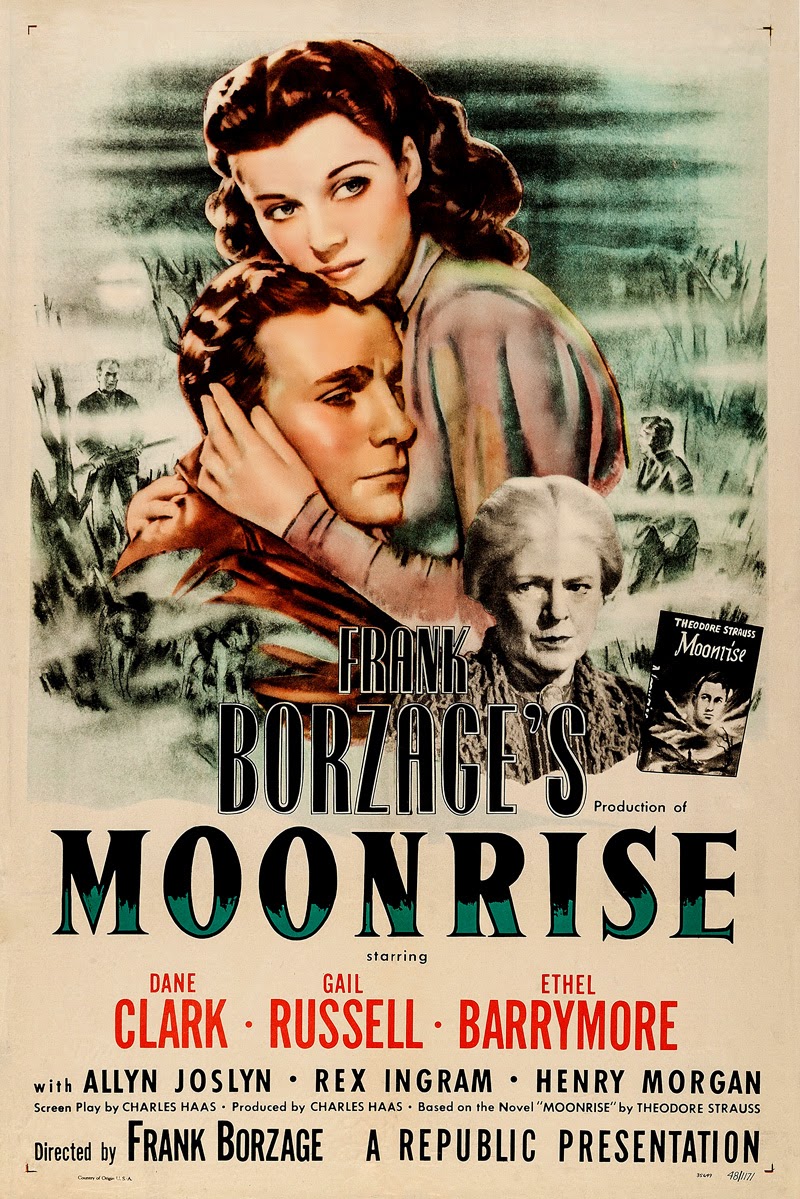 THEODORE STRAUSS
Moonrise
FRANK
BORZAGE'S
Production of
MOONRISE
starring
DANE GAIL ETHEL
CLARK · RUSSELL · BARRYMORE
with ALLYN JOSLYN • REX INGRAM • HENRY MORGAN
Screen Play by CHARLES HAAS • Produced by CHARLES HAAS • Based on the Novel "MOONRISE" by THEODORE STRAUSS
Directed by FRANK BORZAGE A REPUBLIC PRESENTATION
Country of Origin U.S.A. 48/1171